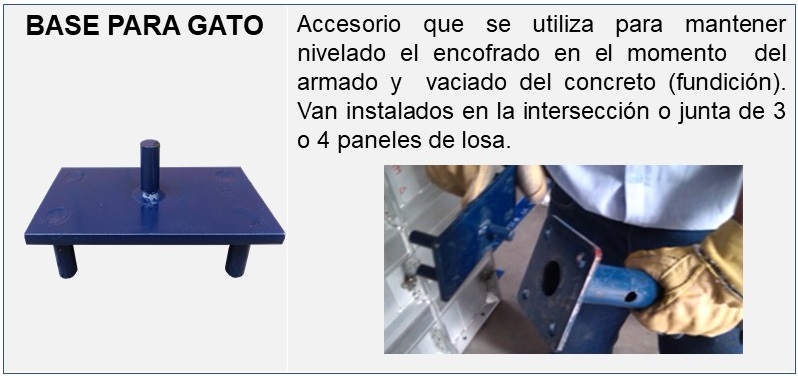 BASE PARA GATO
Accesorio que se utiliza para mantener
nivelado el encofrado en el momento del
armado y vaciado del concreto (fundición).
Van instalados en la intersección o junta de 3
o 4 paneles de losa.